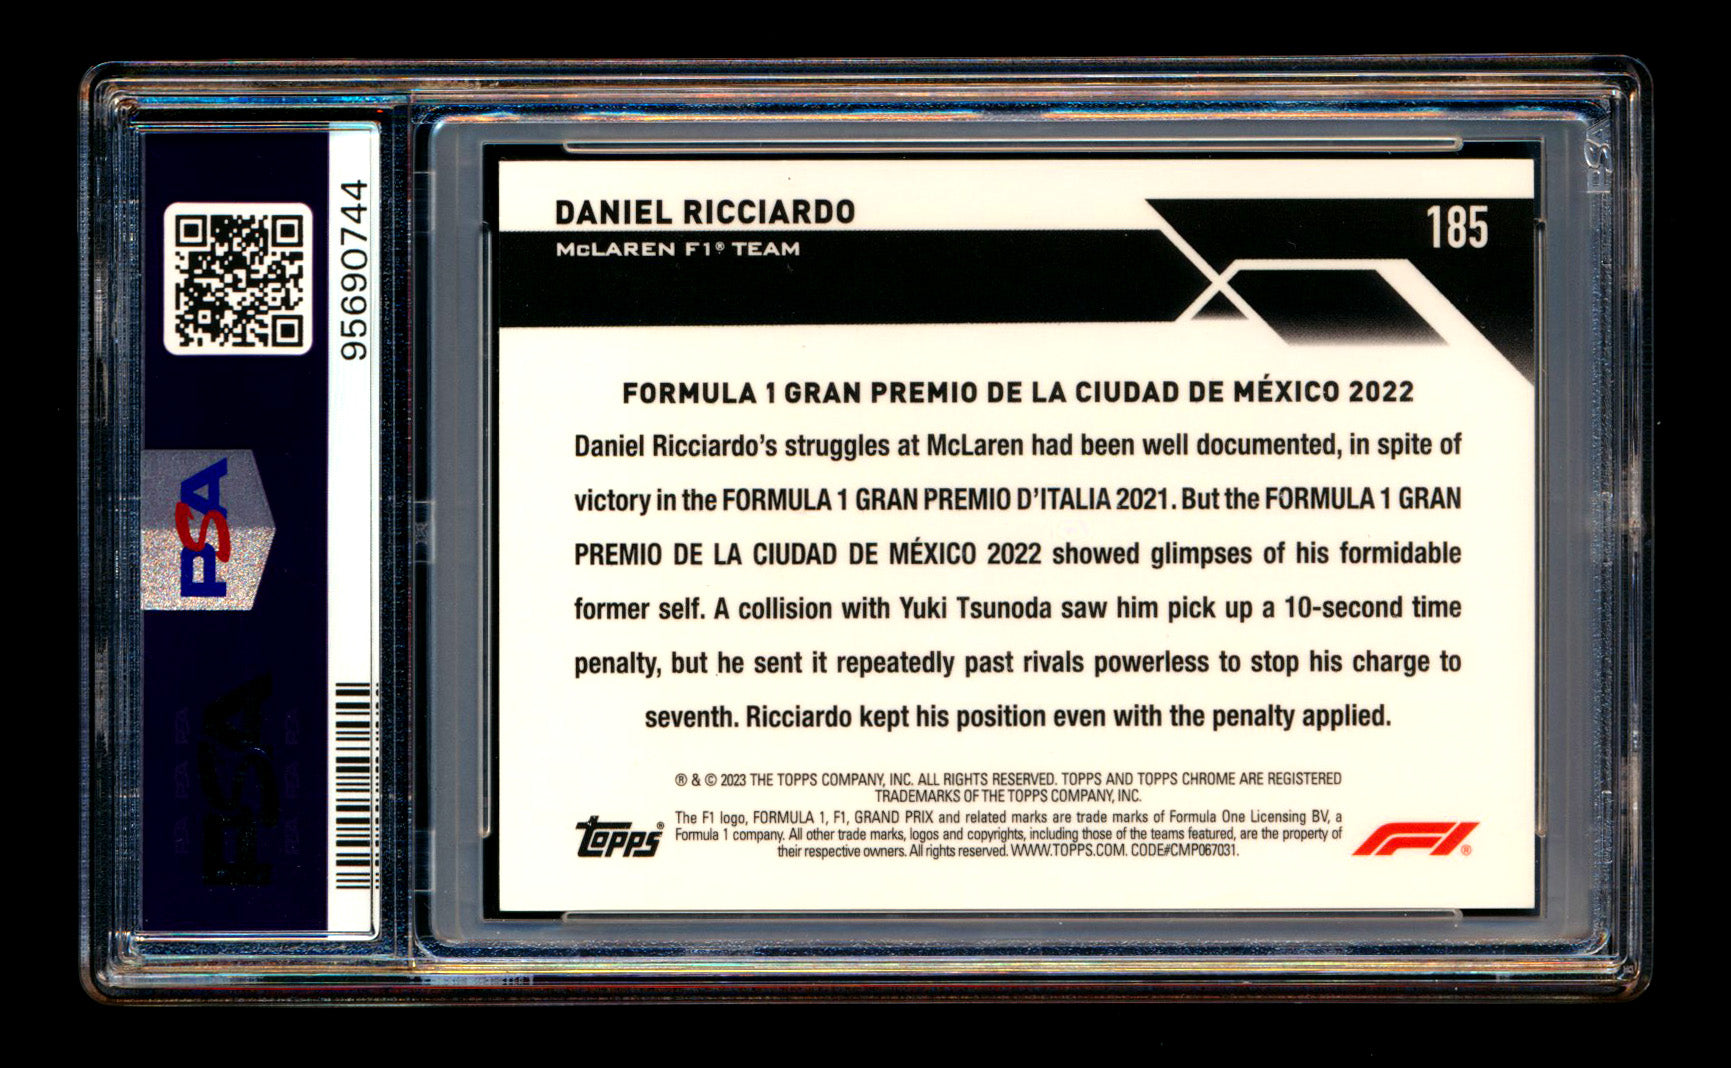 95690744
PSA
PSA
DANIEL RICCIARDO
McLAREN F1® TEAM
185
FORMULA 1 GRAN PREMIO DE LA CIUDAD DE MÉXICO 2022
Daniel Ricciardo's struggles at McLaren had been well documented, in spite of
victory in the FORMULA 1 GRAN PREMIO D'ITALIA 2021. But the FORMULA 1 GRAN
PREMIO DE LA CIUDAD DE MÉXICO 2022 showed glimpses of his formidable
former self. A collision with Yuki Tsunoda saw him pick up a 10-second time
penalty, but he sent it repeatedly past rivals powerless to stop his charge to
seventh. Ricciardo kept his position even with the penalty applied.
® & © 2023 THE TOPPS COMPANY, INC. ALL RIGHTS RESERVED. TOPPS AND TOPPS CHROME ARE REGISTERED
TRADEMARKS OF THE TOPPS COMPANY, INC.
The F1 logo, FORMULA 1, F1, GRAND PRIX and related marks are trade marks of Formula One Licensing BV, a
Formula 1 company. All other trade marks, logos and copyrights, including those of the teams featured, are the property of
their respective owners. All rights reserved. WWW.TOPPS.COM. CODE#CMP067031.
topps®
F1®
PSA